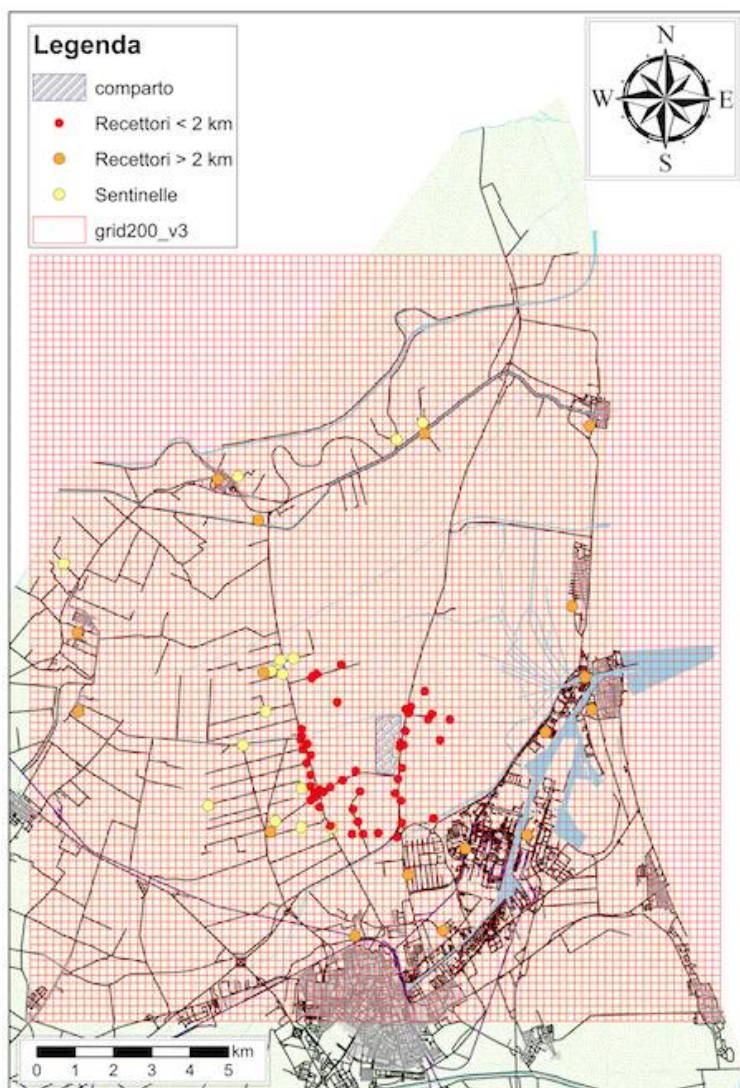 Legenda
comparto
Recettori < 2 km
Recettori > 2 km
Sentinelle
grid200_v3
N
W E
S
km
0 1 2 3 4 5